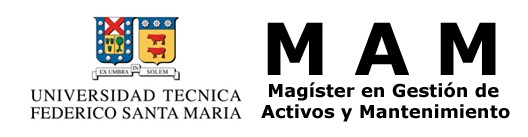 EX UMBRA IN SOLEM
UNIVERSIDAD TECNICA
FEDERICO SANTA MARIA
M A M
Magíster en Gestión de
Activos y Mantenimiento